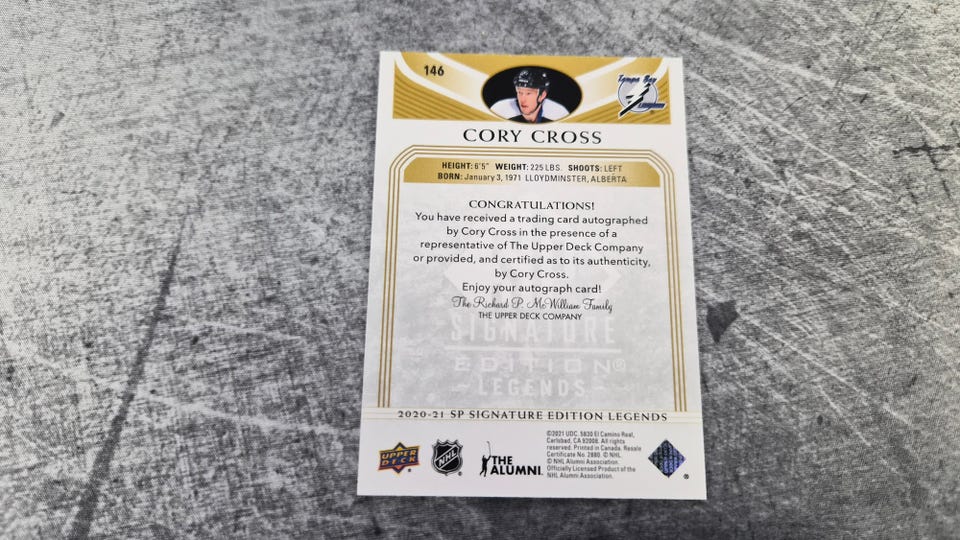 146
Tampa Bay
CORY CROSS
HEIGHT: 6'5" WEIGHT: 225 LBS. SHOOTS: LEFT
BORN: January 3, 1971 LLOYDMINSTER, ALBERTA
CONGRATULATIONS!
You have received a trading card autographed
by Cory Cross in the presence of a
representative of The Upper Deck Company
or provided, and certified as to its authenticity,
by Cory Cross.
Enjoy your autograph card!
The Richard P. McWilliam Family
THE UPPER DECK COMPANY
SIGNATURE
EDITION®
LEGENDS
2020-21 SP SIGNATURE EDITION LEGENDS
UPPER DECK
NHL
THE ALUMNI
©2021 UDC. 5830 El Camino Real,
Carlsbad, CA 92008. All rights
reserved. Printed in Canada. Resale
Certificate No. 2880. © NHL.
© NHL Alumni Association.
Officially Licensed Product of the
NHL Alumni Association.